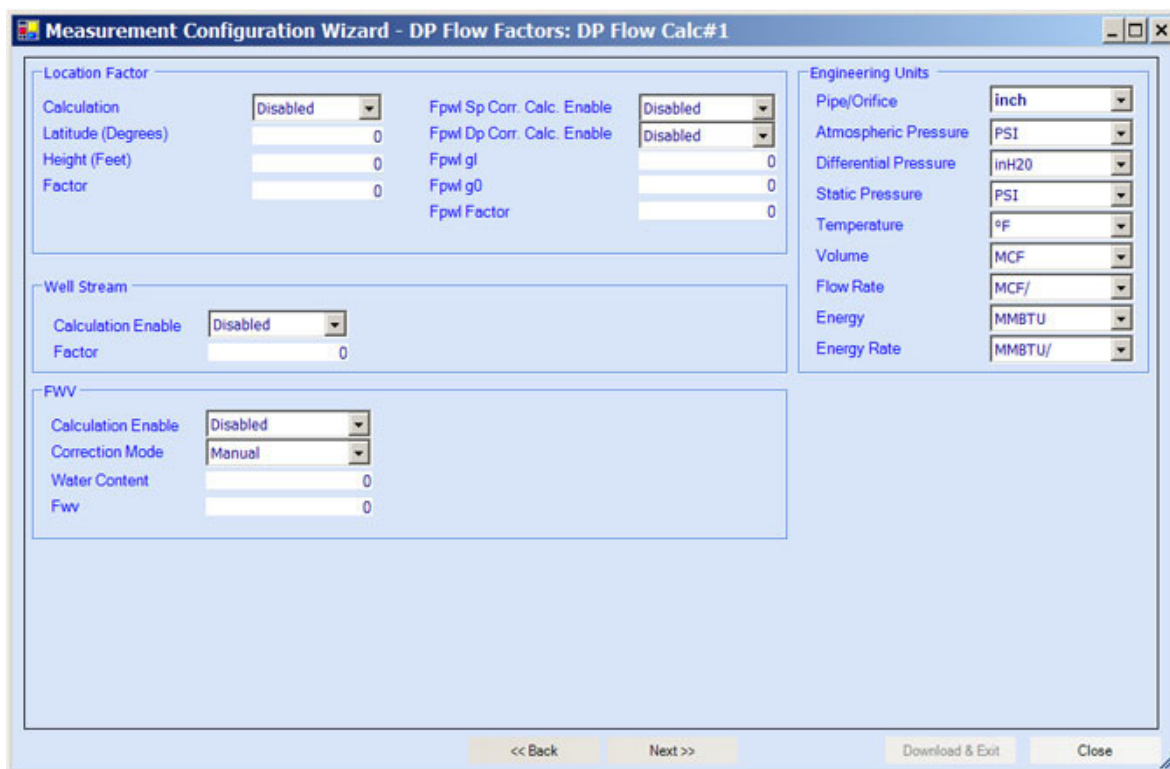 Measurement Configuration Wizard - DP Flow Factors: DP Flow Calc#1
Location Factor
Calculation Disabled
Latitude (Degrees) 0
Height (Feet) 0
Factor 0
Fpwl Sp Corr. Calc. Enable Disabled
Fpwl Dp Corr. Calc. Enable Disabled
Fpwl gl 0
Fpwl g0 0
Fpwl Factor 0
Well Stream
Calculation Enable Disabled
Factor 0
FWV
Calculation Enable Disabled
Correction Mode Manual
Water Content 0
Fwv 0
Engineering Units
Pipe/Orifice inch
Atmospheric Pressure PSI
Differential Pressure inH20
Static Pressure PSI
Temperature ºF
Volume MCF
Flow Rate MCF/
Energy MMBTU
Energy Rate MMBTU/
<< Back Next >> Download & Exit Close